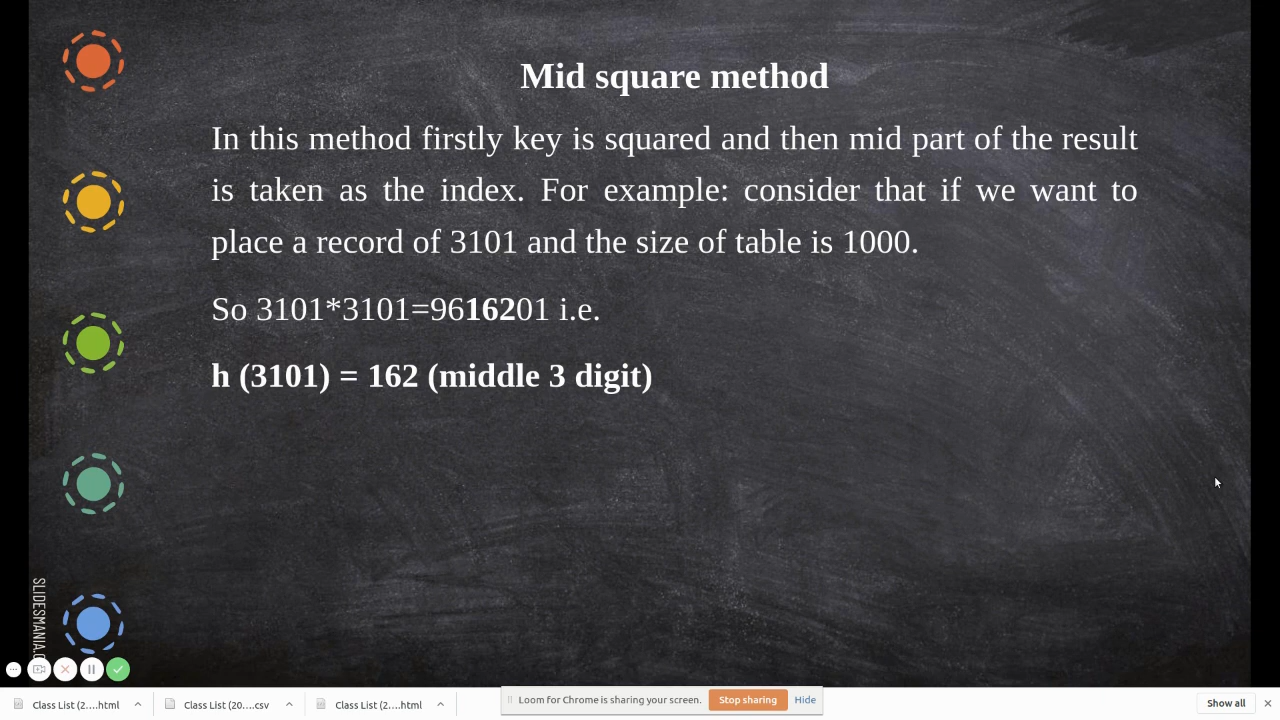 Mid square method
In this method firstly key is squared and then mid part of the result
is taken as the index. For example: consider that if we want to
place a record of 3101 and the size of table is 1000.
So 3101*3101=9616201 i.e.
h (3101) = 162 (middle 3 digit)
SLIDESMANIA.C
Class List (2....html
Class List (20....csv
Class List (2....html
Loom for Chrome is sharing your screen.
Stop sharing
Hide
Show all